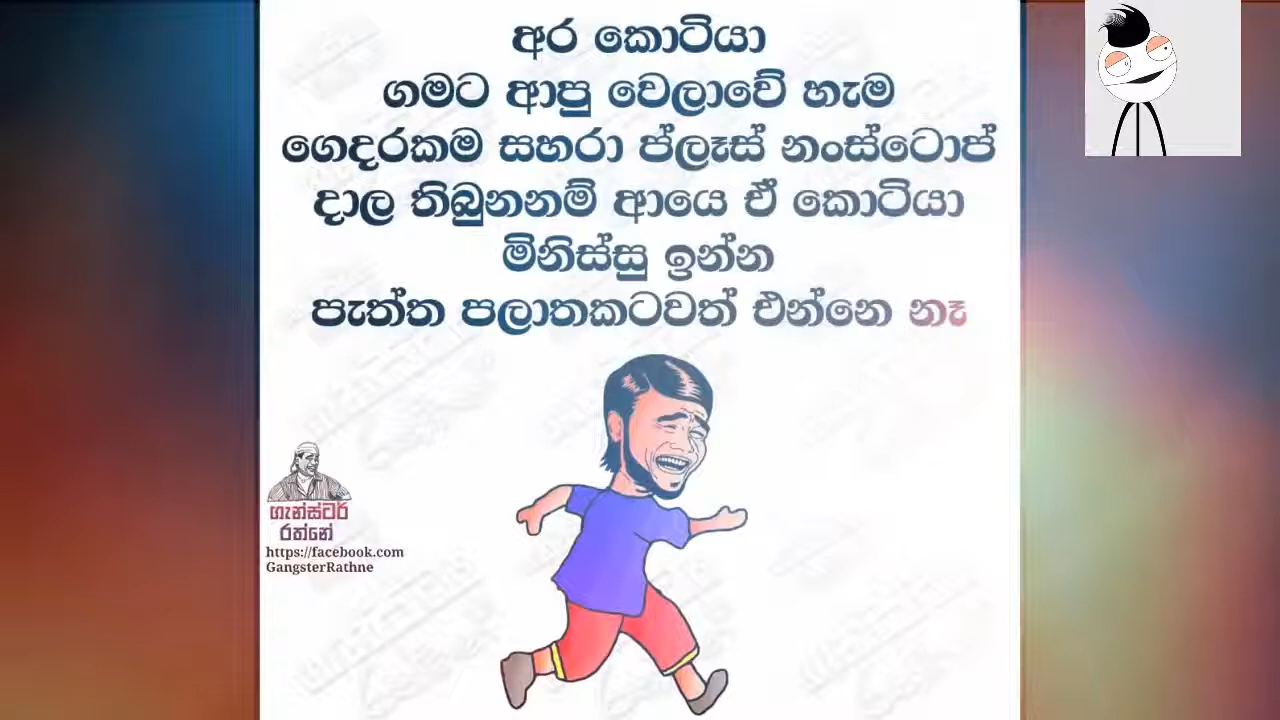 අර කොටියා
ගමට ආපු වෙලාවේ හැම
ගෙදරකම සහරා ප්ලෑස් නංස්ටොප්
දාල තිබුනනම් ආයෙ ඒ කොටියා
මිනිස්සු ඉන්න
පැත්ත පලාතකටවත් එන්නෙ නෑ
ගැන්ස්ටර්
රත්නේ
https://facebook.com
GangsterRathne